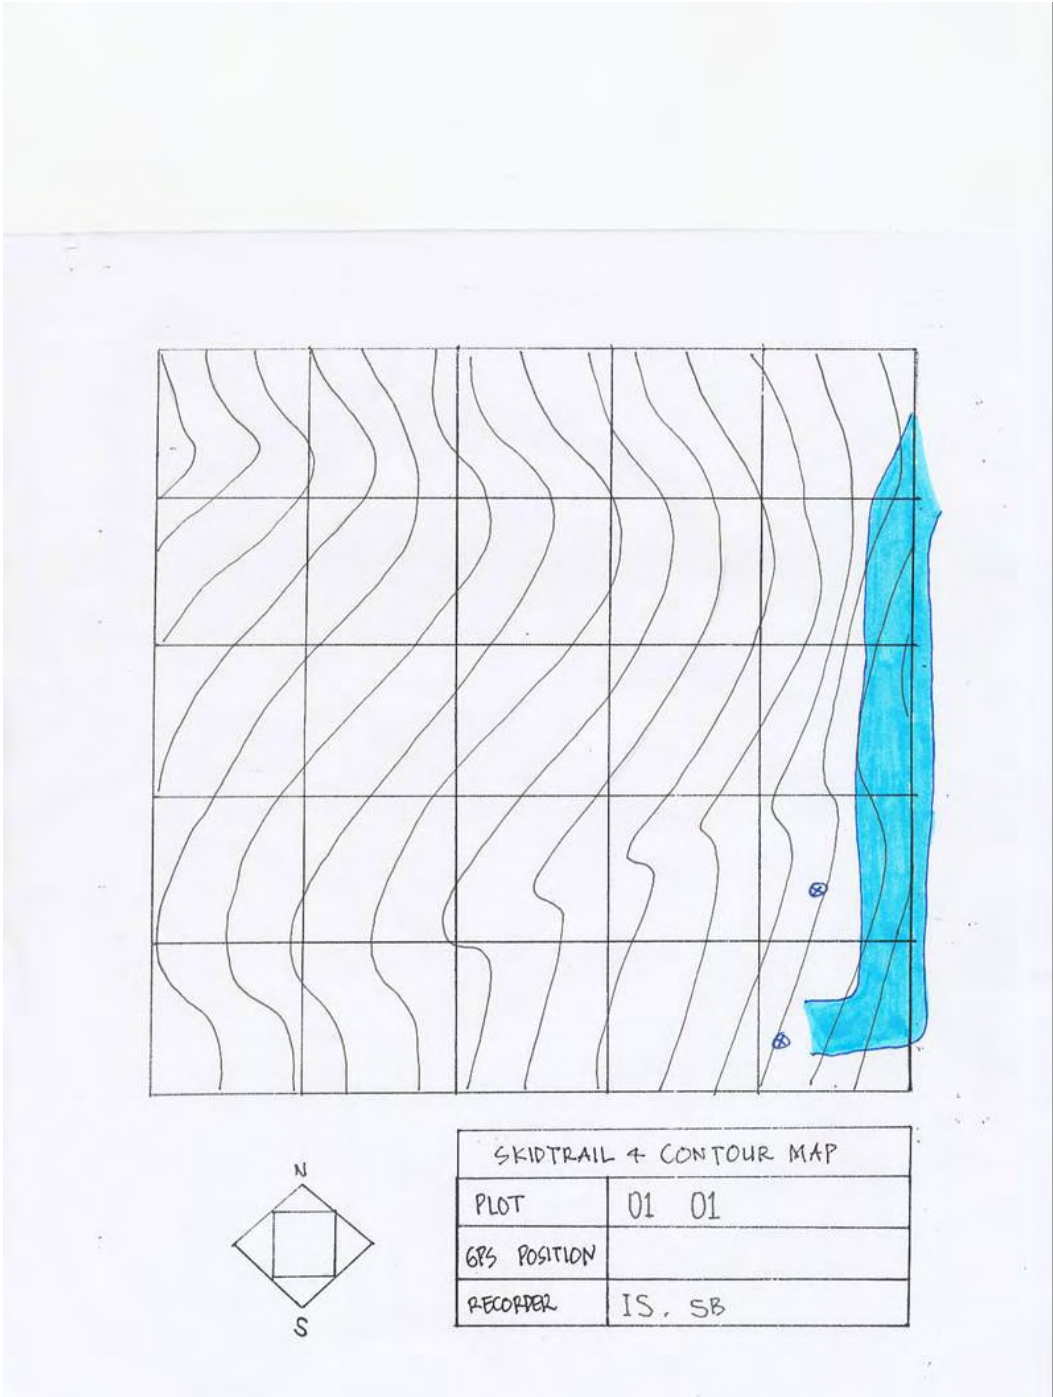 N
S
SKIDTRAIL & CONTOUR MAP
PLOT 01 01
GPS POSITION
RECORDER IS. SB